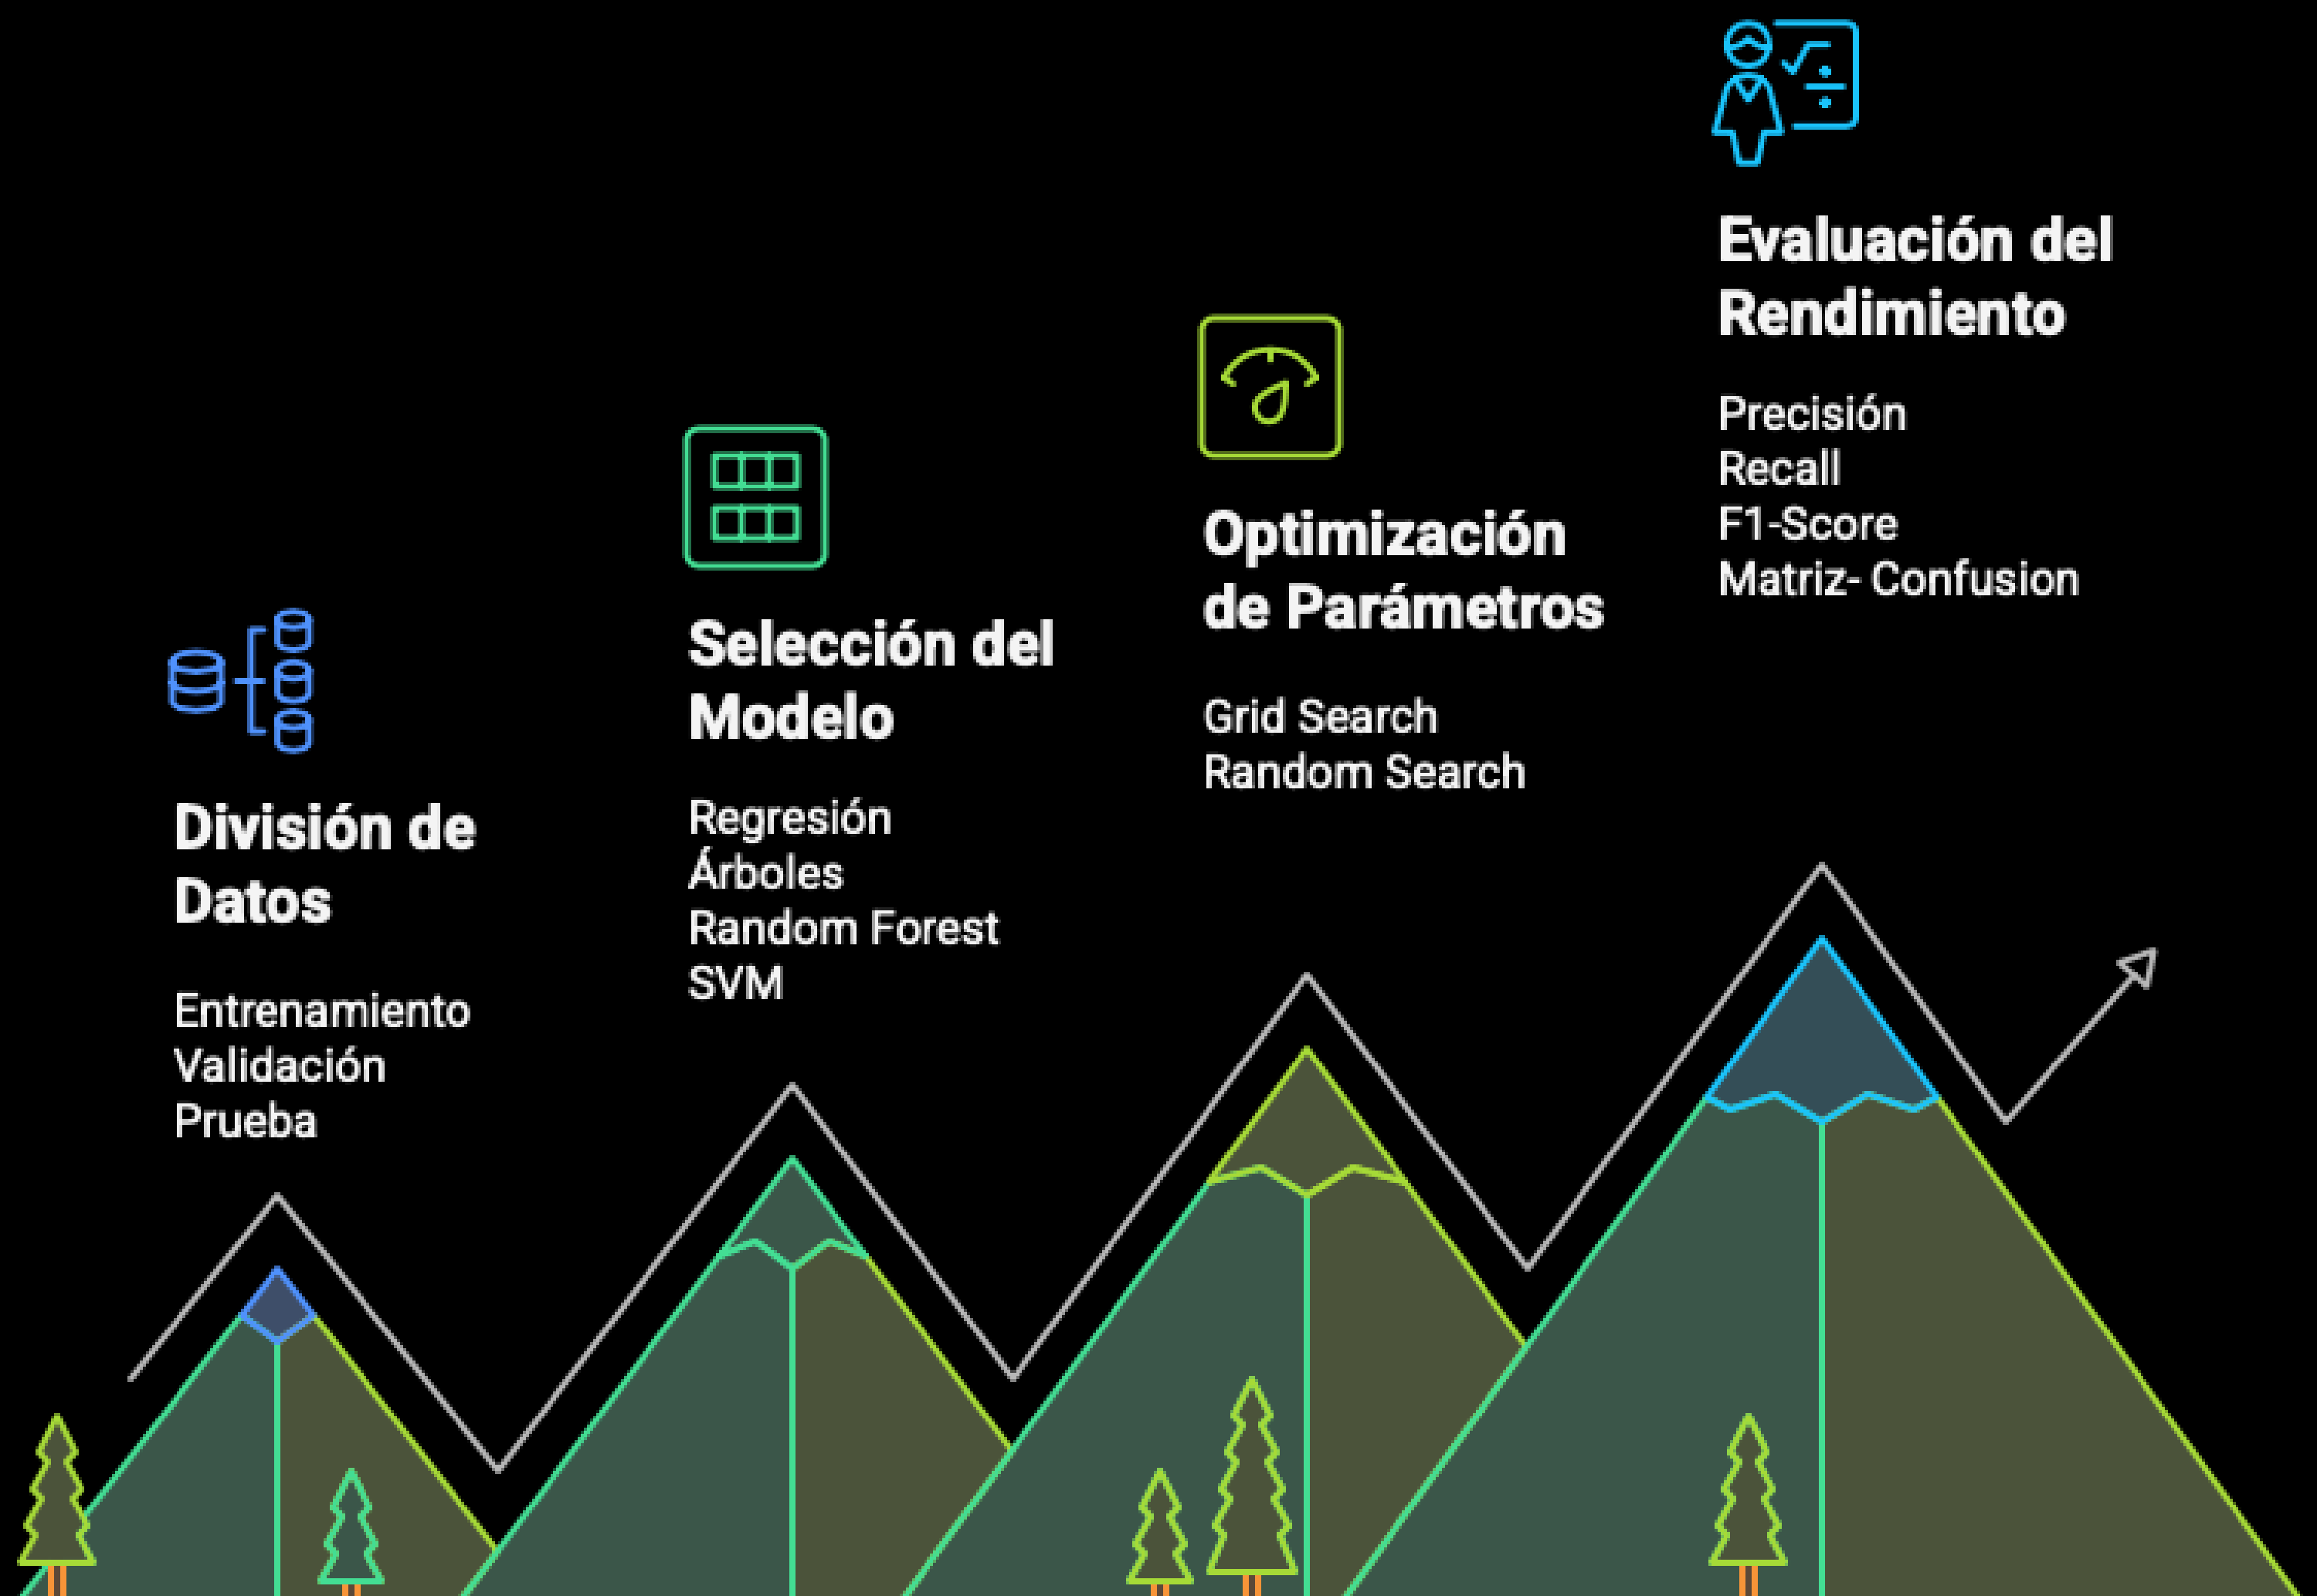 División de
Datos
Entrenamiento
Validación
Prueba
Selección del
Modelo
Regresión
Árboles
Random Forest
SVM
Optimización
de Parámetros
Grid Search
Random Search
Evaluación del
Rendimiento
Precisión
Recall
F1-Score
Matriz- Confusion